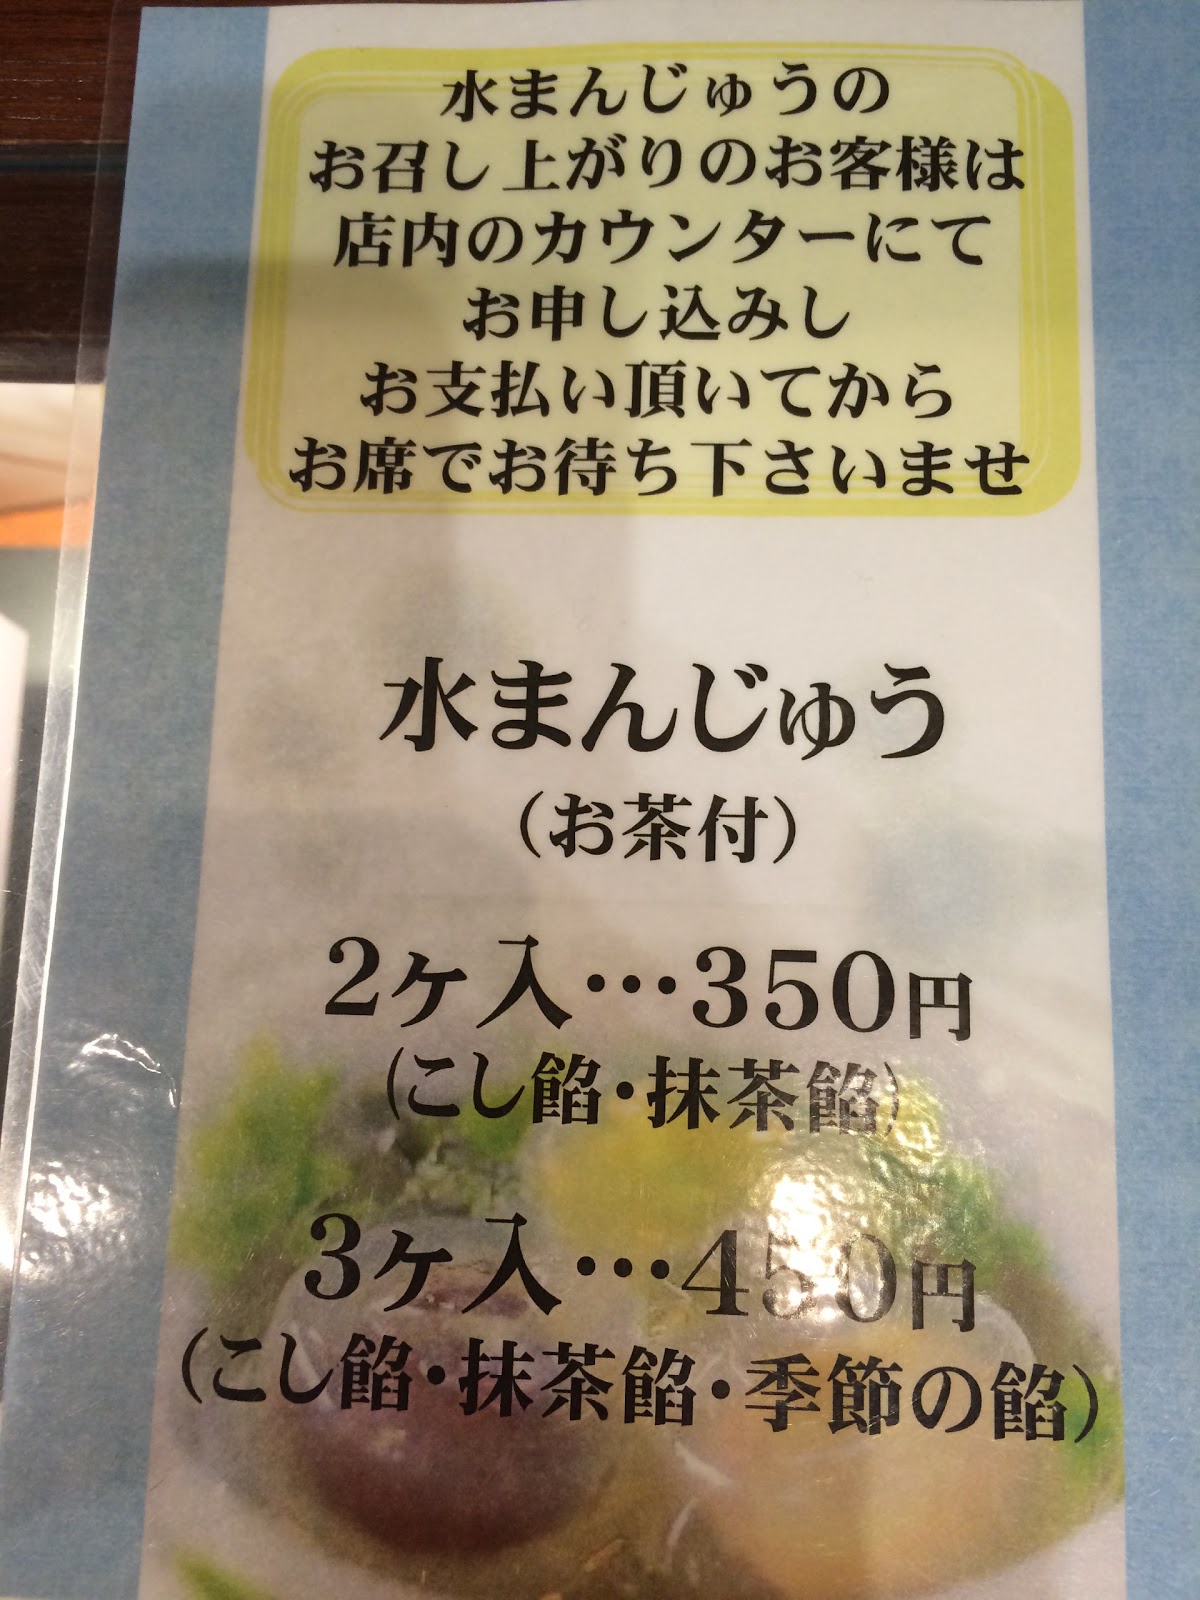 水まんじゅうの
お召し上がりのお客様は
店内のカウンターにて
お申し込みし
お支払い頂いてから
お席でお待ち下さいませ
水まんじゅう
（お茶付）
2ヶ入…350円
（こし餡・抹茶餡）
3ヶ入…450円
（こし餡・抹茶餡・季節の餡）